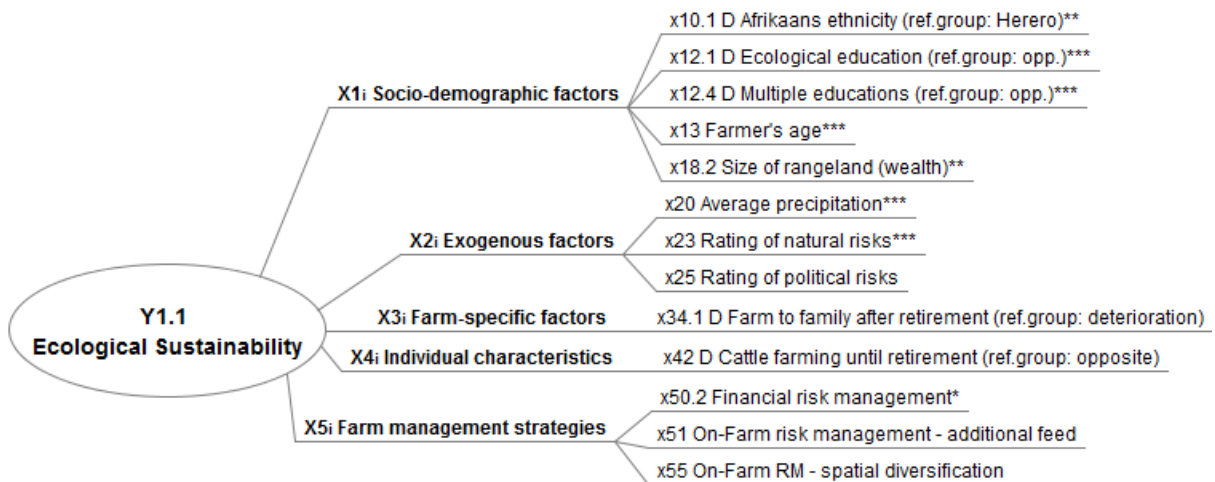 x10.1 D Afrikaans ethnicity (ref.group: Herero)**
x12.1 D Ecological education (ref.group: opp.)***
X1i Socio-demographic factors
x12.4 D Multiple educations (ref.group: opp.)***
x13 Farmer's age***
x18.2 Size of rangeland (wealth)**
x20 Average precipitation***
X2i Exogenous factors
x23 Rating of natural risks***
x25 Rating of political risks
Y1.1
Ecological Sustainability
X3i Farm-specific factors
x34.1 D Farm to family after retirement (ref.group: deterioration)
X4i Individual characteristics
x42 D Cattle farming until retirement (ref.group: opposite)
x50.2 Financial risk management*
X5i Farm management strategies
x51 On-Farm risk management - additional feed
x55 On-Farm RM - spatial diversification